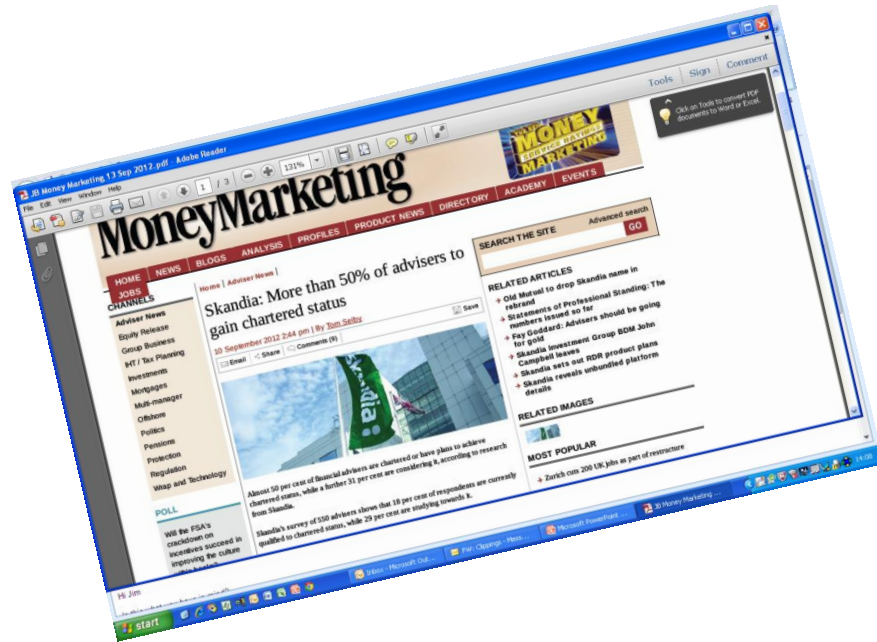 JB Money Marketing 13 Sep 2012.pdf - Adobe Reader
File Edit View Window Help
1 / 3 131%
Tools Sign Comment
Click on Tools to convert PDF
documents to Word or Excel.
MoneyMarketing
MONEY
SERVICE RATINGS
MARKETING
HOME NEWS BLOGS ANALYSIS PROFILES PRODUCT NEWS DIRECTORY ACADEMY EVENTS
JOBS
CHANNELS
Adviser News
Equity Release
Group Business
IHT / Tax Planning
Investments
Mortgages
Multi-manager
Offshore
Politics
Pensions
Protection
Regulation
Wrap and Technology
POLL
Will the FSA's
crackdown on
incentives succeed in
improving the culture
Home | Adviser News |
Skandia: More than 50% of advisers to
gain chartered status
10 September 2012 2:44 pm | By Tom Selby
Email Share Comments (9) Save
Skandia:
Almost 50 per cent of financial advisers are chartered or have plans to achieve
chartered status, while a further 31 per cent are considering it, according to research
from Skandia.
Skandia's survey of 550 advisers shows that 18 per cent of respondents are currently
qualified to chartered status, while 29 per cent are studying towards it.
SEARCH THE SITE Advanced search
GO
RELATED ARTICLES
Old Mutual to drop Skandia name in
rebrand
Statements of Professional Standing: The
numbers issued so far
Fay Goddard: Advisers should be going
for gold
Skandia Investment Group BDM John
Campbell leaves
Skandia sets out RDR product plans
Skandia reveals unbundled platform
details
RELATED IMAGES
MOST POPULAR
Zurich cuts 200 UK jobs as part of restructure
Hi Jim
start
Inbox - Microsoft Out...
FW: Clippings - Mess...
Microsoft PowerPoint ...
JB Money Marketing ...
14:08